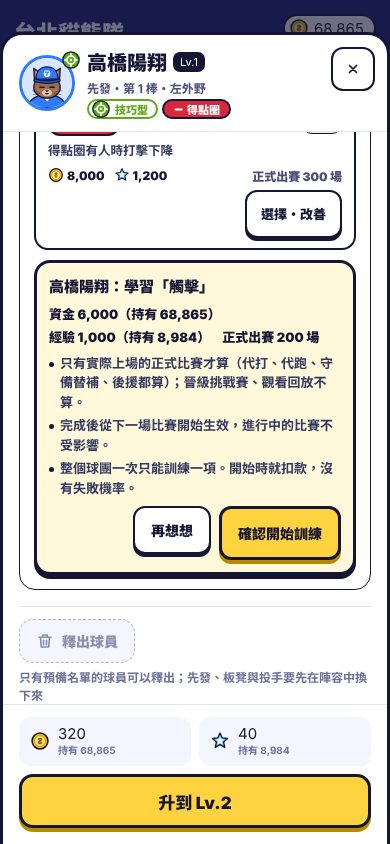 68,865
高橋陽翔 Lv.1
先發・第1棒・左外野
技巧型 得點圈
得點圈有人時打擊下降
8,000 1,200 正式出賽 300 場
選擇・改善
高橋陽翔：學習「觸擊」
資金 6,000（持有 68,865）
經驗 1,000（持有 8,984） 正式出賽 200 場
• 只有實際上場的正式比賽才算（代打、代跑、守
備替補、後援都算）；晉級挑戰賽、觀看回放不
算。
• 完成後從下一場比賽開始生效，進行中的比賽不
受影響。
• 整個球團一次只能訓練一項。開始時就扣款，沒
有失敗機率。
再想想 確認開始訓練
釋出球員
只有預備名單的球員可以釋出；先發、板凳與投手要先在陣容中換
下來
320 40
持有 68,865 持有 8,984
升到 Lv.2